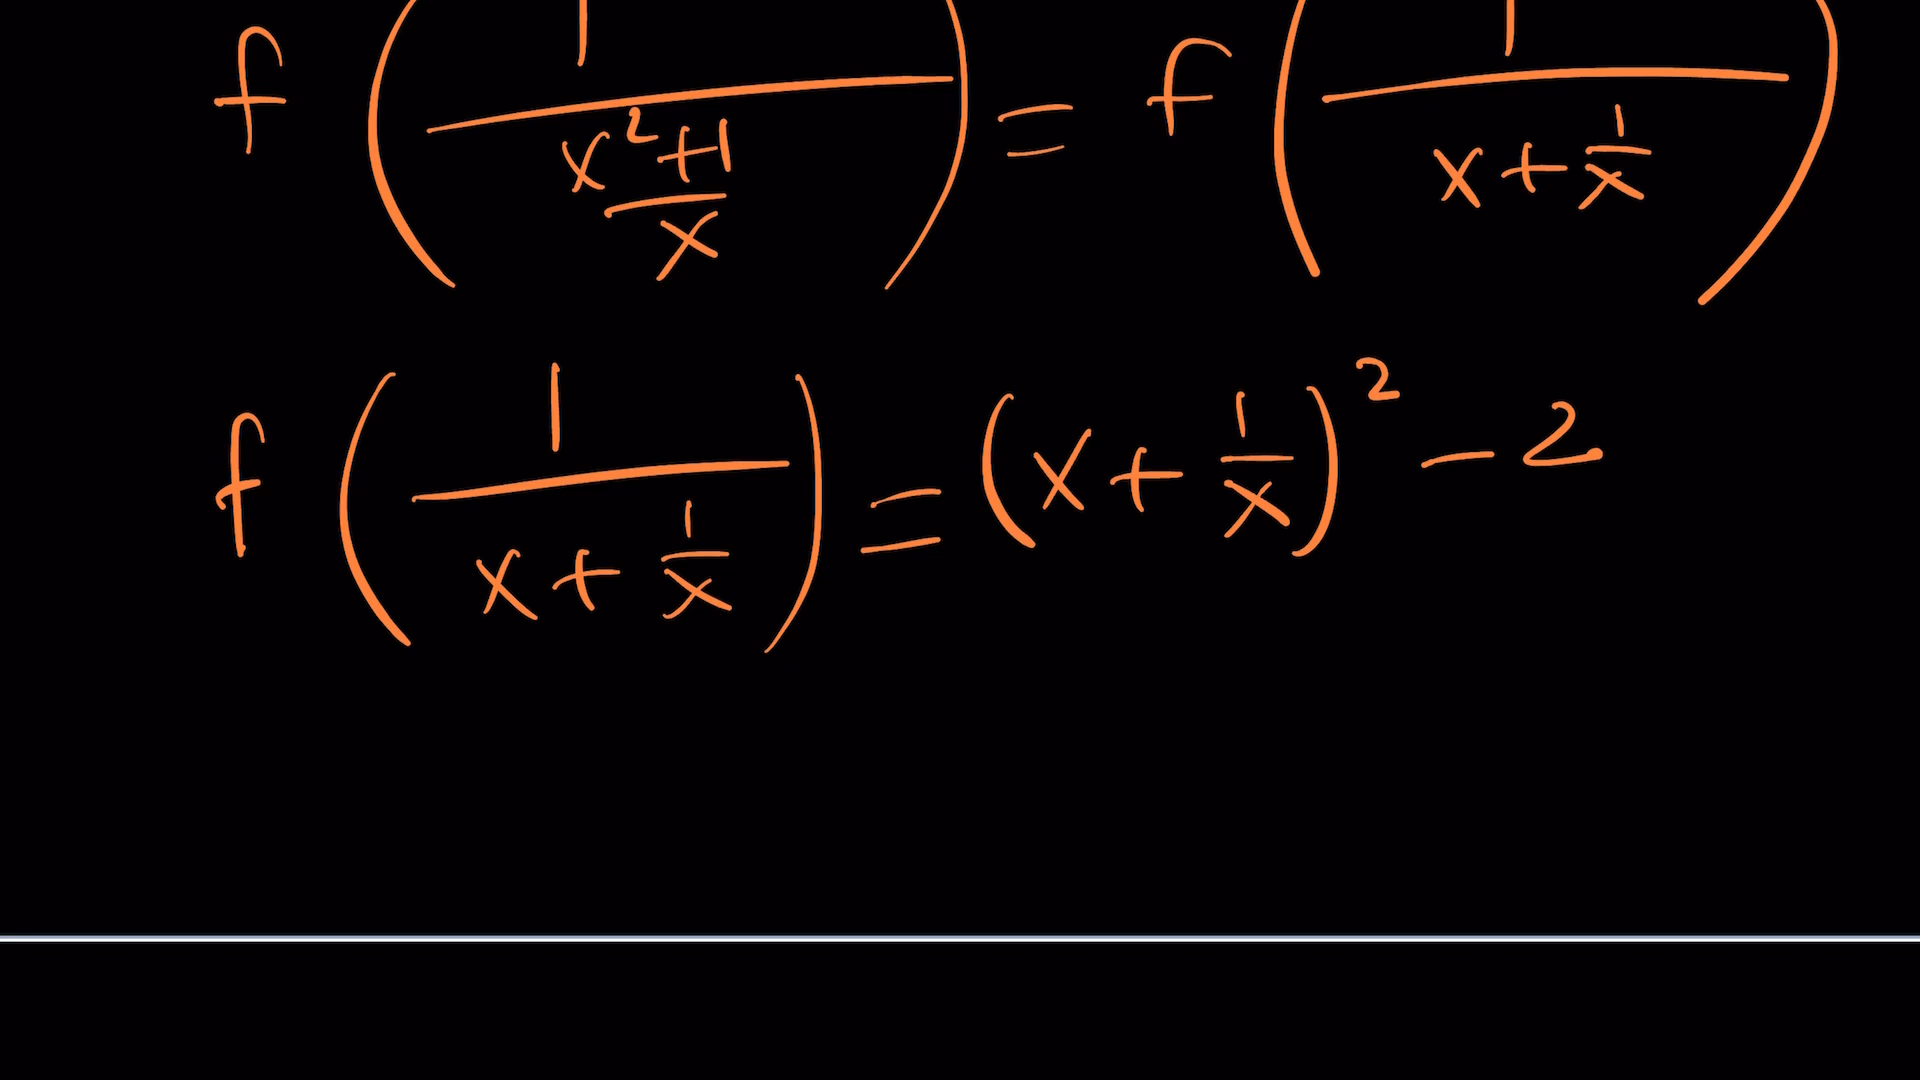 f(1/((x²+1)/x)) = f(1/(x+1/x))
f(1/(x+1/x)) = (x+1/x)² - 2